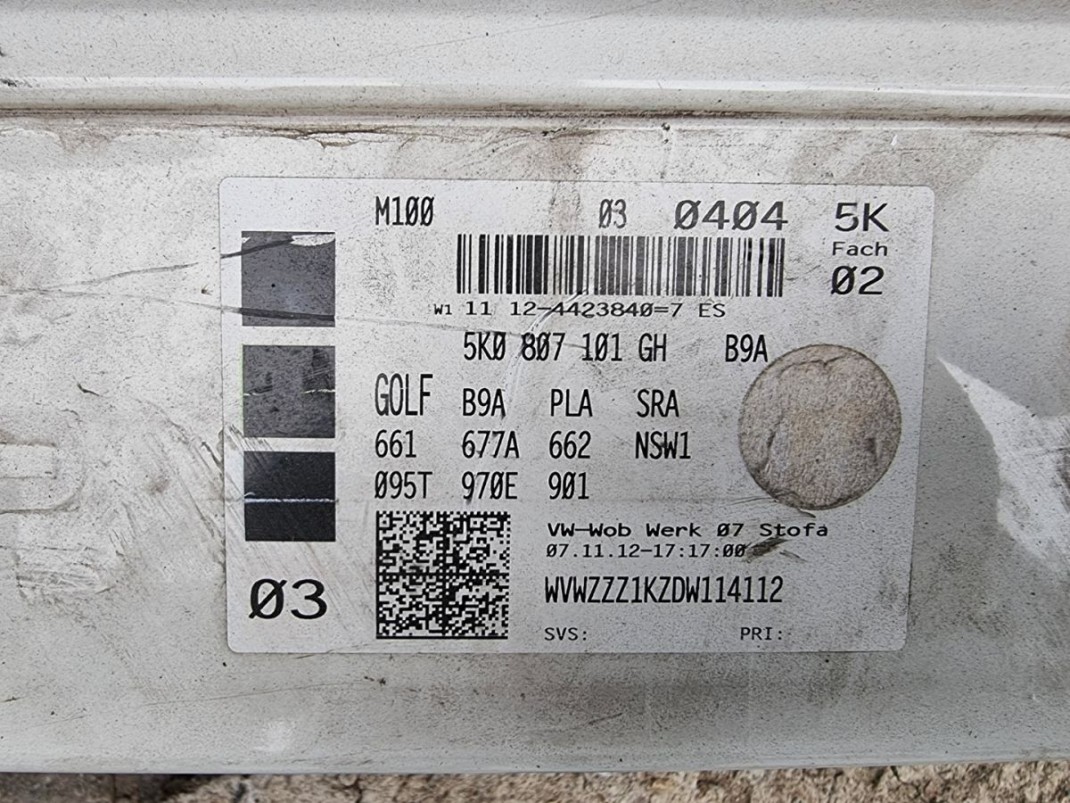 M100 03 0404 5K
Fach
02
W1 11 12-4423840=7 ES
5K0 807 101 GH B9A
GOLF B9A PLA SRA
661 677A 662 NSW1
095T 970E 901
VW-Wob Werk 07 Stofa
07.11.12-17:17:00
WVWZZZ1KZDW114112
03
SVS: PRI:-